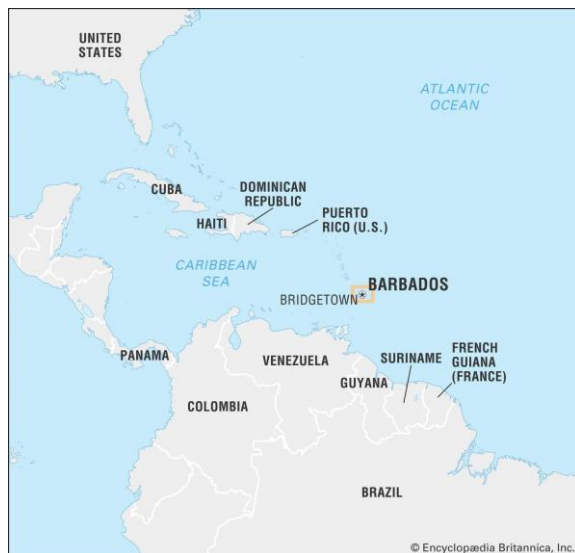 UNITED
STATES
ATLANTIC
OCEAN
CUBA
DOMINICAN
REPUBLIC
HAITI
PUERTO
RICO (U.S.)
CARIBBEAN
SEA
BARBADOS
BRIDGETOWN
PANAMA
VENEZUELA
SURINAME
FRENCH
GUIANA
(FRANCE)
GUYANA
COLOMBIA
BRAZIL
© Encyclopædia Britannica, Inc.